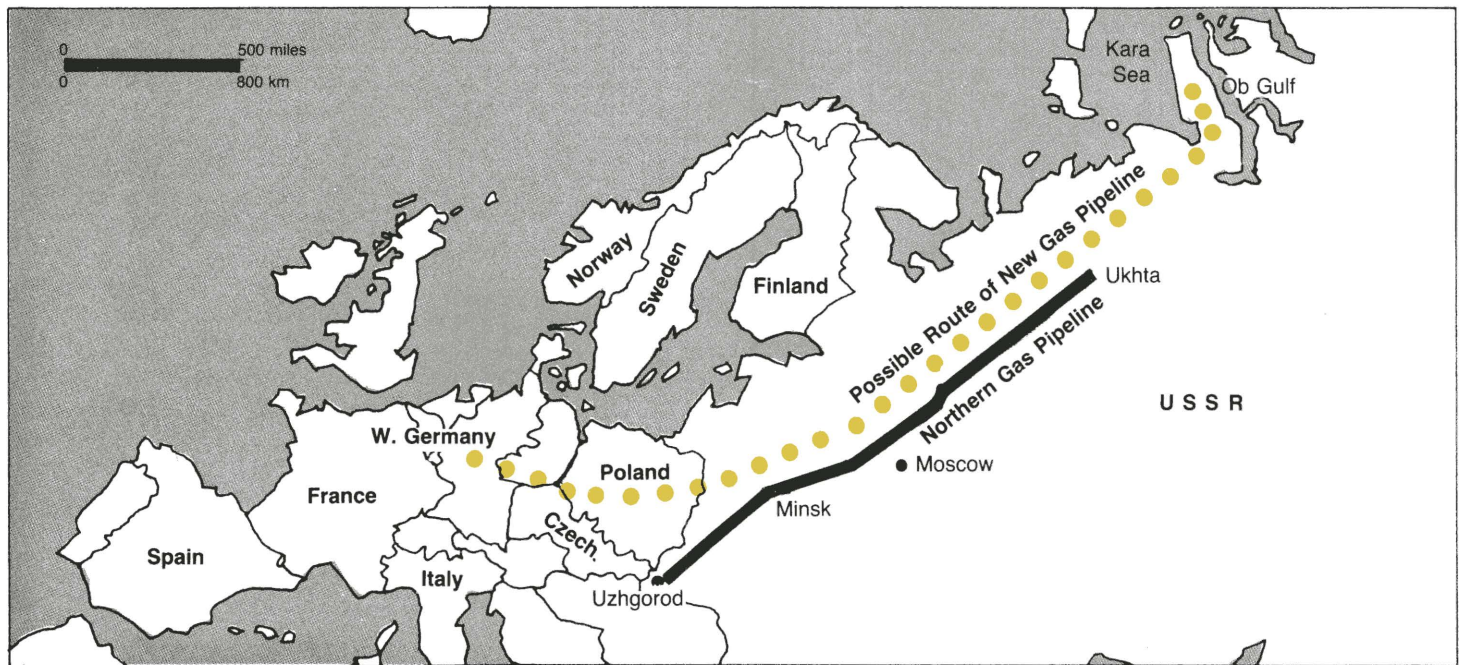 0 500 miles
0 800 km
Kara
Sea
Ob Gulf
Norway
Sweden
Finland
Possible Route of New Gas Pipeline
Ukhta
Northern Gas Pipeline
USSR
W. Germany
Poland
Moscow
France
Minsk
Czech.
Spain
Italy
Uzhgorod